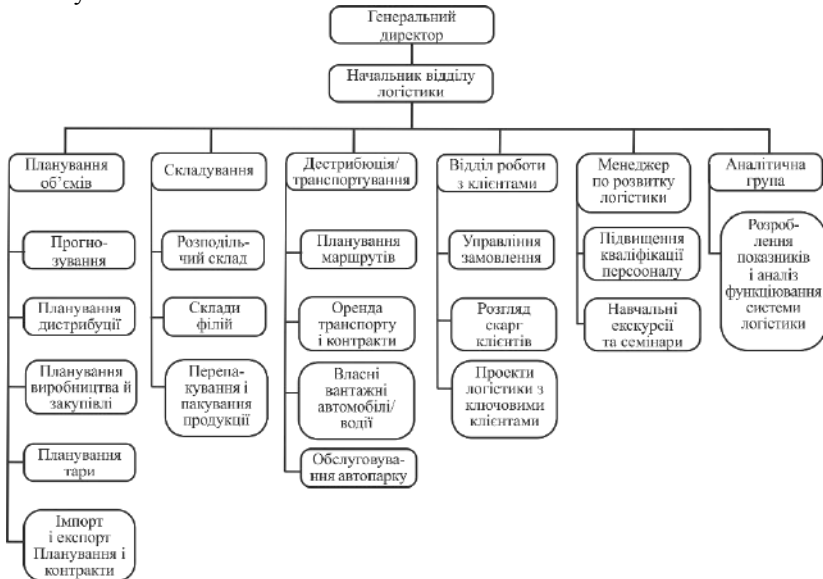 Генеральний
директор
Начальник відділу
логістики
Планування
об’ємів
Складування
Дестрибюція/
транспортування
Відділ роботи
з клієнтами
Менеджер
по розвитку
логістики
Аналітична
група
Прогно-
зування
Планування
дистрибуції
Планування
виробництва й
закупівлі
Планування
тари
Імпорт
і експорт
Планування і
контракти
Розподіль-
чий склад
Склади
філій
Перепа-
кування і
пакування
продукції
Планування
маршрутів
Оренда
транспорту
і контракти
Власні
вантажні
автомобілі/
водії
Обслуговува-
ння автопарку
Управління
замовлення
Розгляд
скарг
клієнтів
Проекти
логістики з
ключовими
клієнтами
Підвищення
кваліфікації
персооналу
Навчальні
екскурсії
та семінари
Розроб-
лення
показників
і аналіз
функціювання
системи
логістики